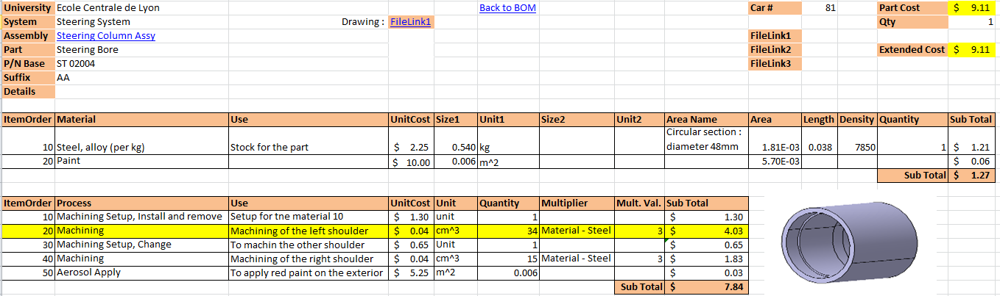 University Ecole Centrale de Lyon Back to BOM Car # 81 Part Cost $ 9.11
System Steering System Drawing : FileLink1 Qty 1
Assembly Steering Column Assy FileLink1
Part Steering Bore FileLink2 Extended Cost $ 9.11
P/N Base ST 02004 FileLink3
Suffix AA
Details
ItemOrder Material Use UnitCost Size1 Unit1 Size2 Unit2 Area Name Area Length Density Quantity Sub Total
Circular section :
10 Steel, alloy (per kg) Stock for the part $ 2.25 0.540 kg diameter 48mm 1.81E-03 0.038 7850 1 $ 1.21
20 Paint $ 10.00 0.006 m^2 5.70E-03 $ 0.06
Sub Total $ 1.27
ItemOrder Process Use UnitCost Unit Quantity Multiplier Mult. Val. Sub Total
10 Machining Setup, Install and remove Setup for tne material 10 $ 1.30 unit 1 $ 1.30
20 Machining Machining of the left shoulder $ 0.04 cm^3 34 Material - Steel 3 $ 4.03
30 Machining Setup, Change To machin the other shoulder $ 0.65 Unit 1 $ 0.65
40 Machining Machining of the right shoulder $ 0.04 cm^3 15 Material - Steel 3 $ 1.83
50 Aerosol Apply To apply red paint on the exterior $ 5.25 m^2 0.006 $ 0.03
Sub Total $ 7.84